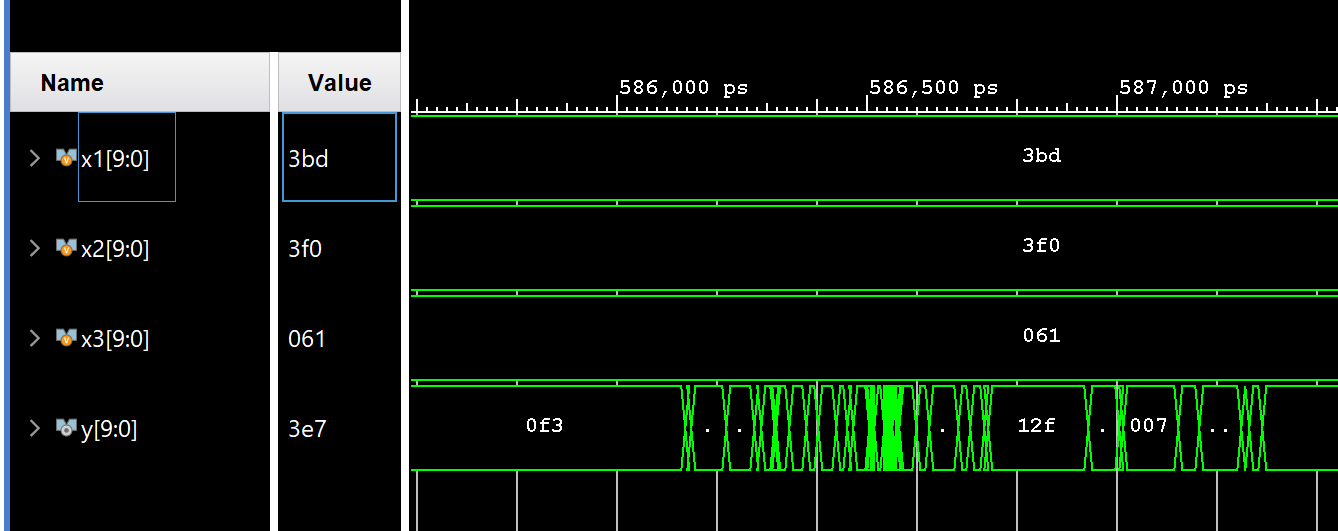 586,000 ps 586,500 ps 587,000 ps
Name Value
x1[9:0] 3bd 3bd
x2[9:0] 3f0 3f0
x3[9:0] 061 061
y[9:0] 3e7 0f3 . . . 12f . 007 ..